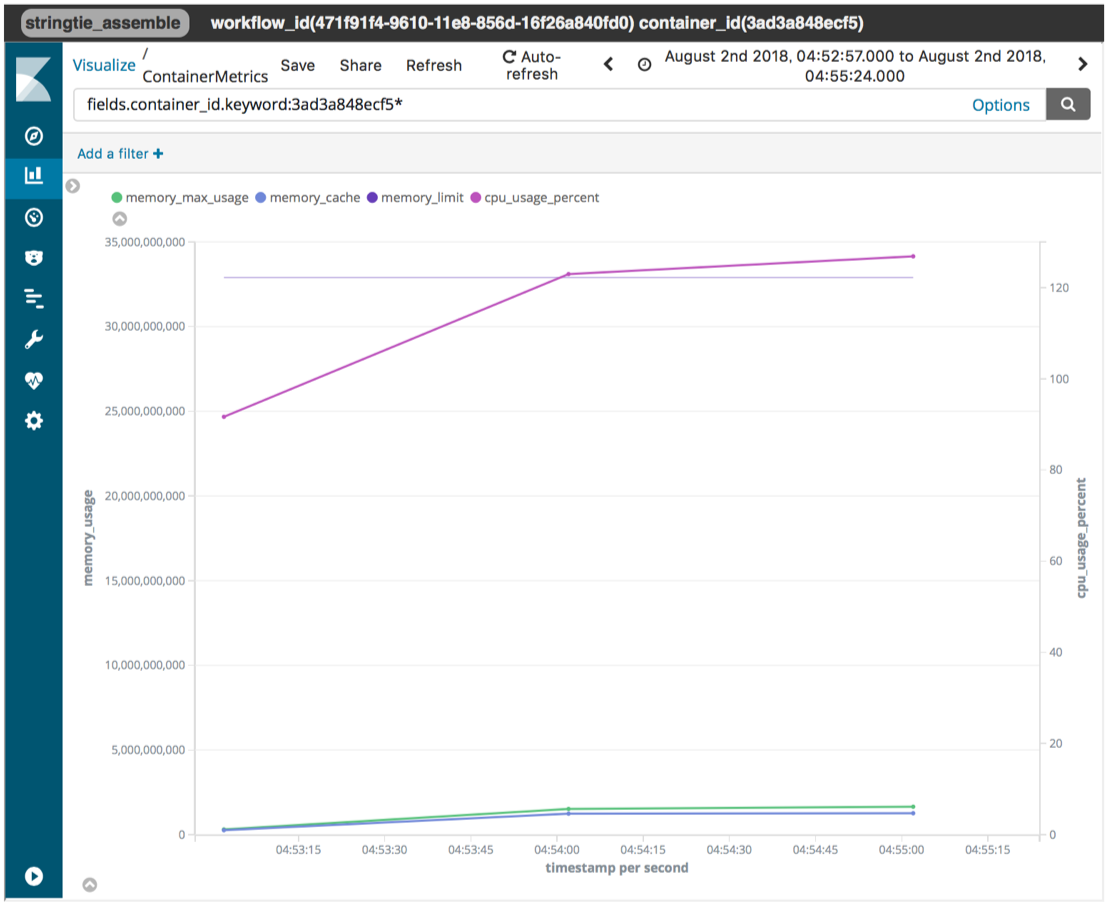 stringtie_assemble workflow_id(471f91f4-9610-11e8-856d-16f26a840fd0) container_id(3ad3a848ecf5)
Visualize / ContainerMetrics Save Share Refresh Auto-refresh August 2nd 2018, 04:52:57.000 to August 2nd 2018, 04:55:24.000
fields.container_id.keyword:3ad3a848ecf5* Options
Add a filter +
memory_max_usage memory_cache memory_limit cpu_usage_percent
35,000,000,000
30,000,000,000
25,000,000,000
20,000,000,000
15,000,000,000
10,000,000,000
5,000,000,000
0
memory_usage
120
100
80
60
40
20
0
cpu_usage_percent
04:53:15 04:53:30 04:53:45 04:54:00 04:54:15 04:54:30 04:54:45 04:55:00 04:55:15
timestamp per second